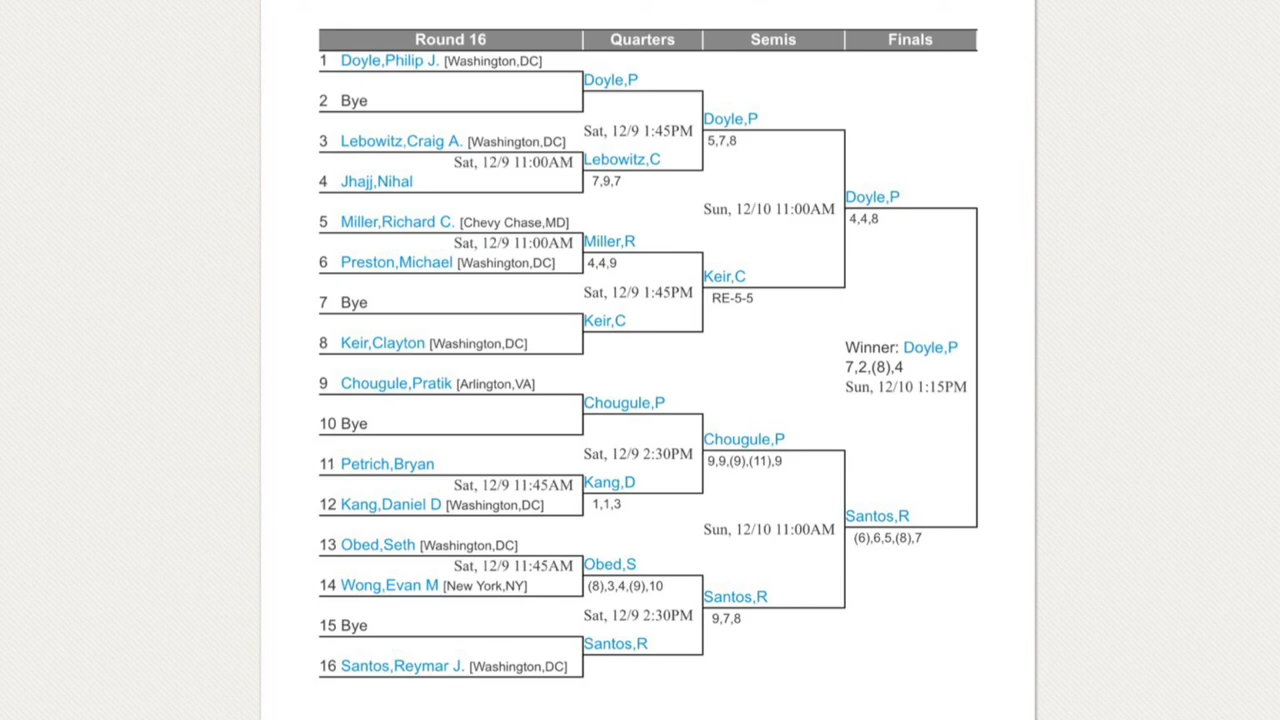 Round 16 Quarters Semis Finals
1 Doyle,Philip J. [Washington,DC]
Doyle,P
2 Bye
Doyle,P
Sat, 12/9 1:45PM
5,7,8
3 Lebowitz,Craig A. [Washington,DC]
Sat, 12/9 11:00AM
Lebowitz,C
4 Jhajj,Nihal
7,9,7
Doyle,P
Sun, 12/10 11:00AM
4,4,8
5 Miller,Richard C. [Chevy Chase,MD]
Sat, 12/9 11:00AM
Miller,R
6 Preston,Michael [Washington,DC]
4,4,9
Keir,C
Sat, 12/9 1:45PM
RE-5-5
7 Bye
Keir,C
8 Keir,Clayton [Washington,DC]
Winner: Doyle,P
7,2,(8),4
Sun, 12/10 1:15PM
9 Chougule,Pratik [Arlington,VA]
Chougule,P
10 Bye
Chougule,P
Sat, 12/9 2:30PM
9,9,(9),(11),9
11 Petrich,Bryan
Sat, 12/9 11:45AM
Kang,D
12 Kang,Daniel D [Washington,DC]
1,1,3
Santos,R
Sun, 12/10 11:00AM
(6),6,5,(8),7
13 Obed,Seth [Washington,DC]
Sat, 12/9 11:45AM
Obed,S
14 Wong,Evan M [New York,NY]
(8),3,4,(9),10
Santos,R
Sat, 12/9 2:30PM
9,7,8
15 Bye
Santos,R
16 Santos,Reymar J. [Washington,DC]